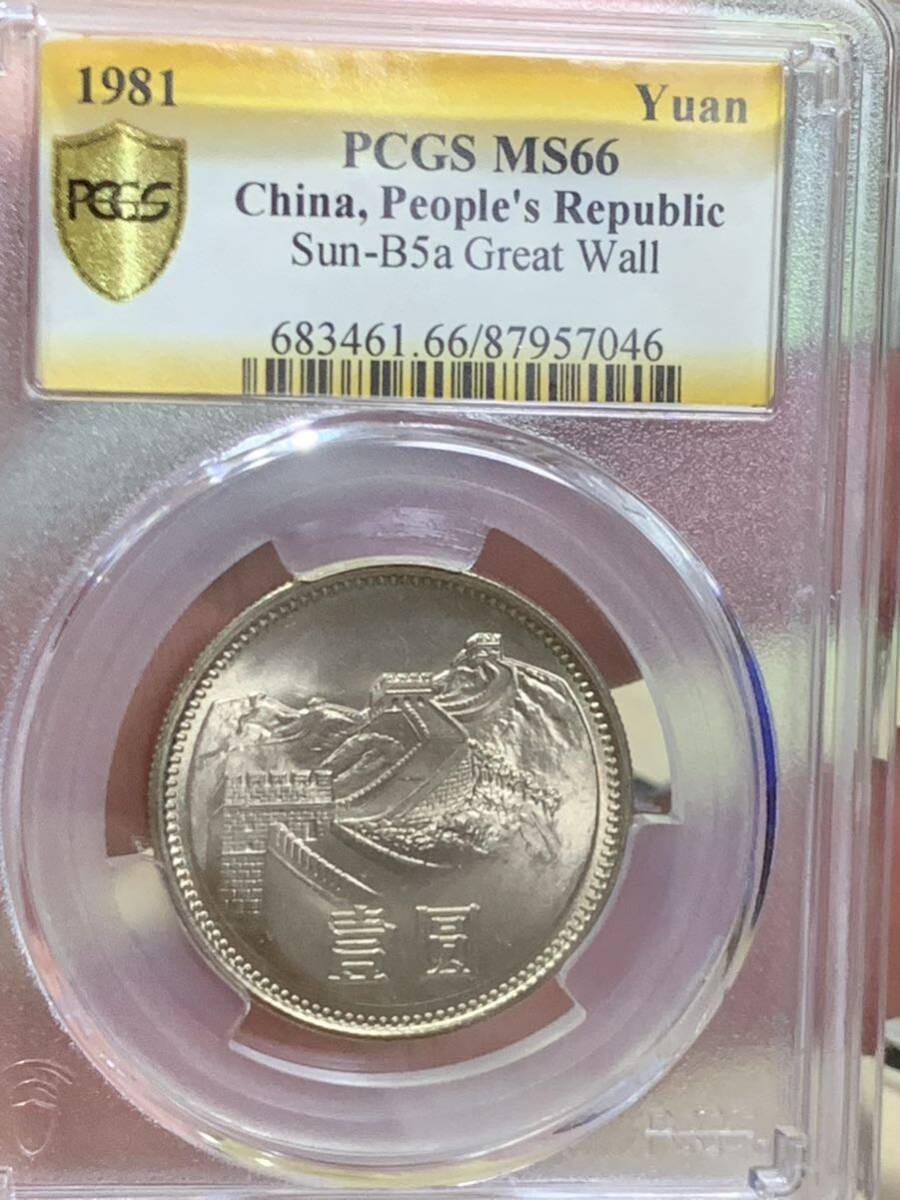 1981 Yuan
PCGS MS66
PCGS
China, People's Republic
Sun-B5a Great Wall
683461.66/87957046
壹圆